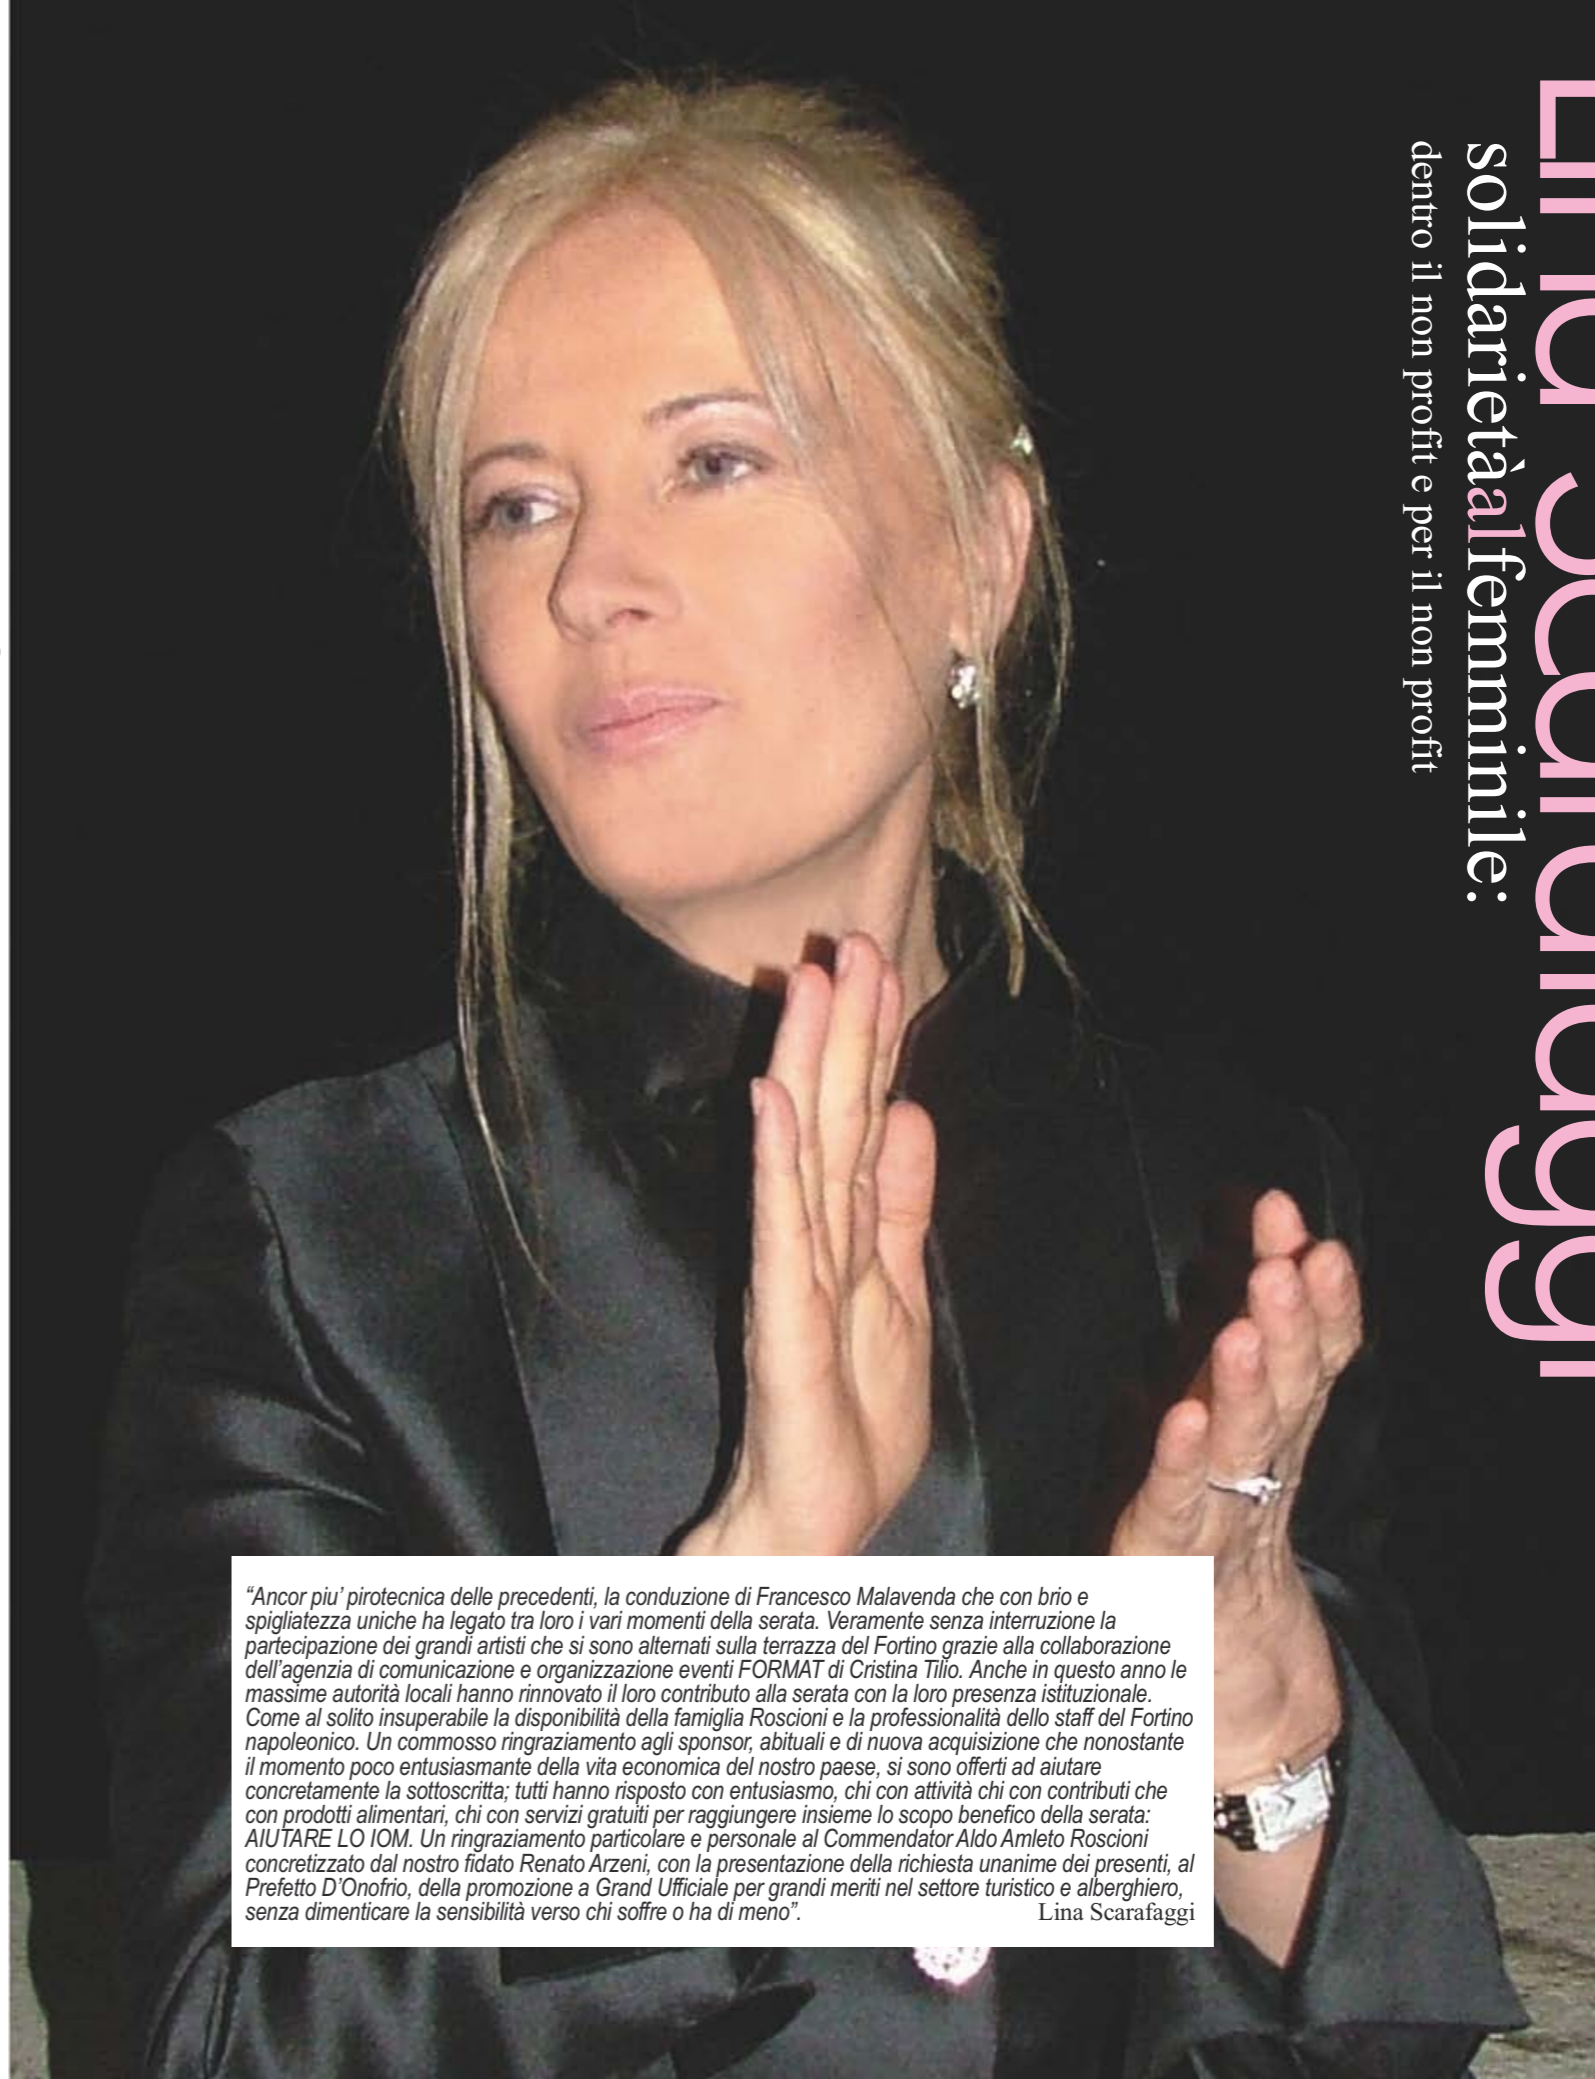 Lina Scarafaggi
solidarietàalfemminile:
dentro il non profit e per il non profit
“Ancor piu’ pirotecnica delle precedenti, la conduzione di Francesco Malavenda che con brio e
spigliatezza uniche ha legato tra loro i vari momenti della serata. Veramente senza interruzione la
partecipazione dei grandi artisti che si sono alternati sulla terrazza del Fortino grazie alla collaborazione
dell’agenzia di comunicazione e organizzazione eventi FORMAT di Cristina Tilio. Anche in questo anno le
massime autorità locali hanno rinnovato il loro contributo alla serata con la loro presenza istituzionale.
Come al solito insuperabile la disponibilità della famiglia Roscioni e la professionalità dello staff del Fortino
napoleonico. Un commosso ringraziamento agli sponsor, abituali e di nuova acquisizione che nonostante
il momento poco entusiasmante della vita economica del nostro paese, si sono offerti ad aiutare
concretamente la sottoscritta; tutti hanno risposto con entusiasmo, chi con attività chi con contributi che
con prodotti alimentari, chi con servizi gratuiti per raggiungere insieme lo scopo benefico della serata:
AIUTARE LO IOM. Un ringraziamento particolare e personale al Commendator Aldo Amleto Roscioni
concretizzato dal nostro fidato Renato Arzeni, con la presentazione della richiesta unanime dei presenti, al
Prefetto D’Onofrio, della promozione a Grand Ufficiale per grandi meriti nel settore turistico e alberghiero,
senza dimenticare la sensibilità verso chi soffre o ha di meno”. Lina Scarafaggi